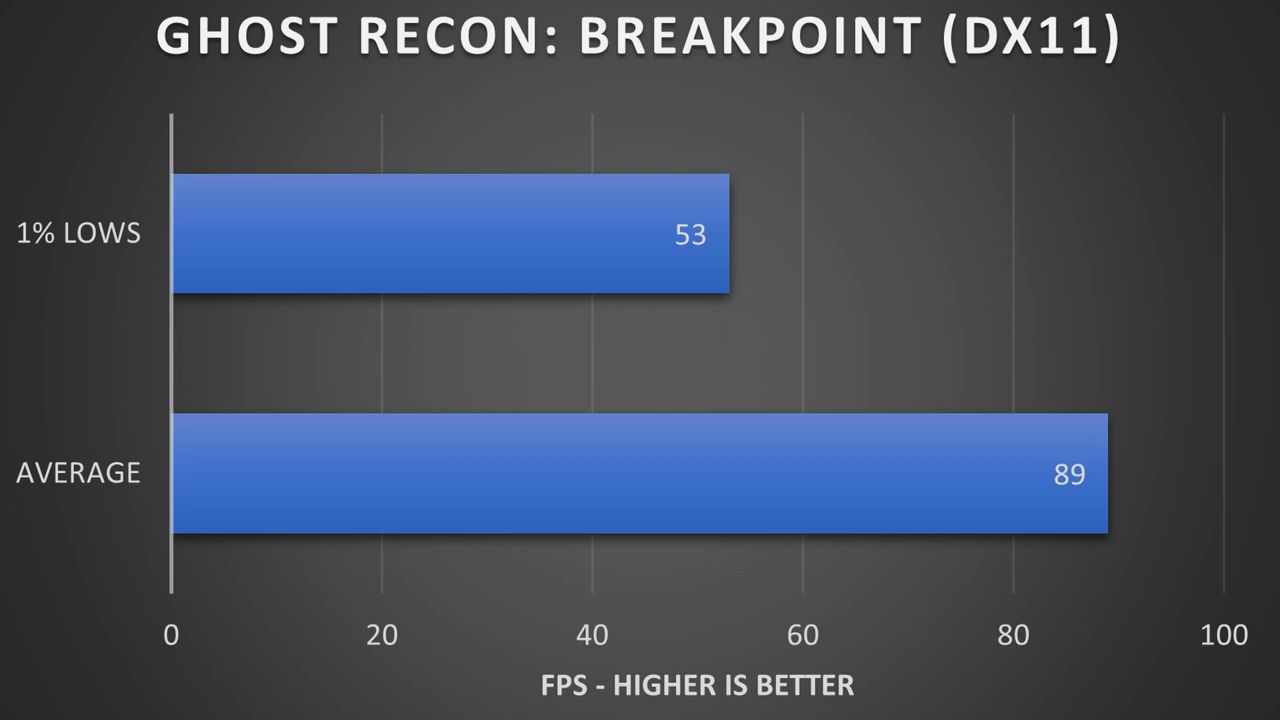 GHOST RECON: BREAKPOINT (DX11)
1% LOWS
53
AVERAGE
89
0 20 40 60 80 100
FPS - HIGHER IS BETTER